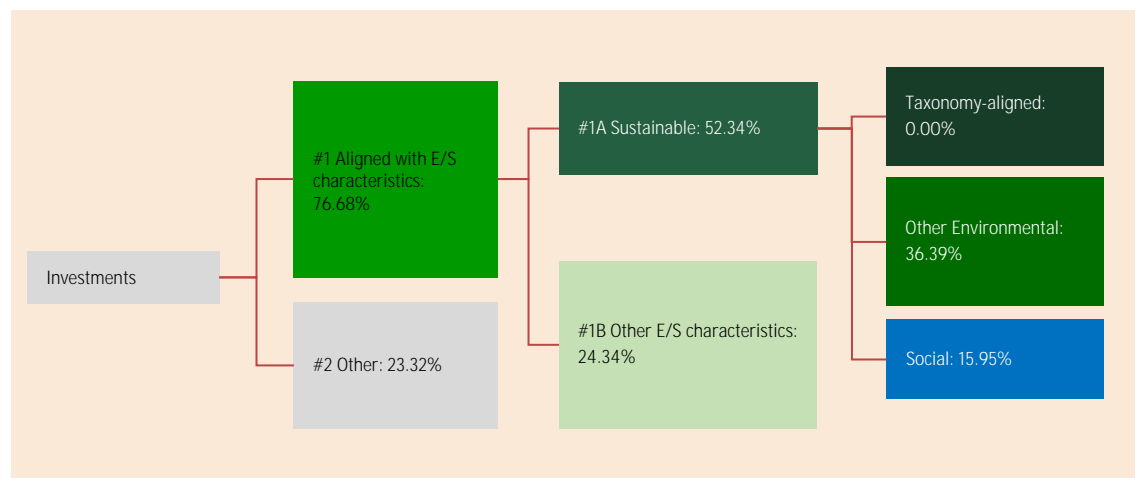 Investments
#1 Aligned with E/S
characteristics:
76.68%
#2 Other: 23.32%
#1A Sustainable: 52.34%
#1B Other E/S characteristics:
24.34%
Taxonomy-aligned:
0.00%
Other Environmental:
36.39%
Social: 15.95%